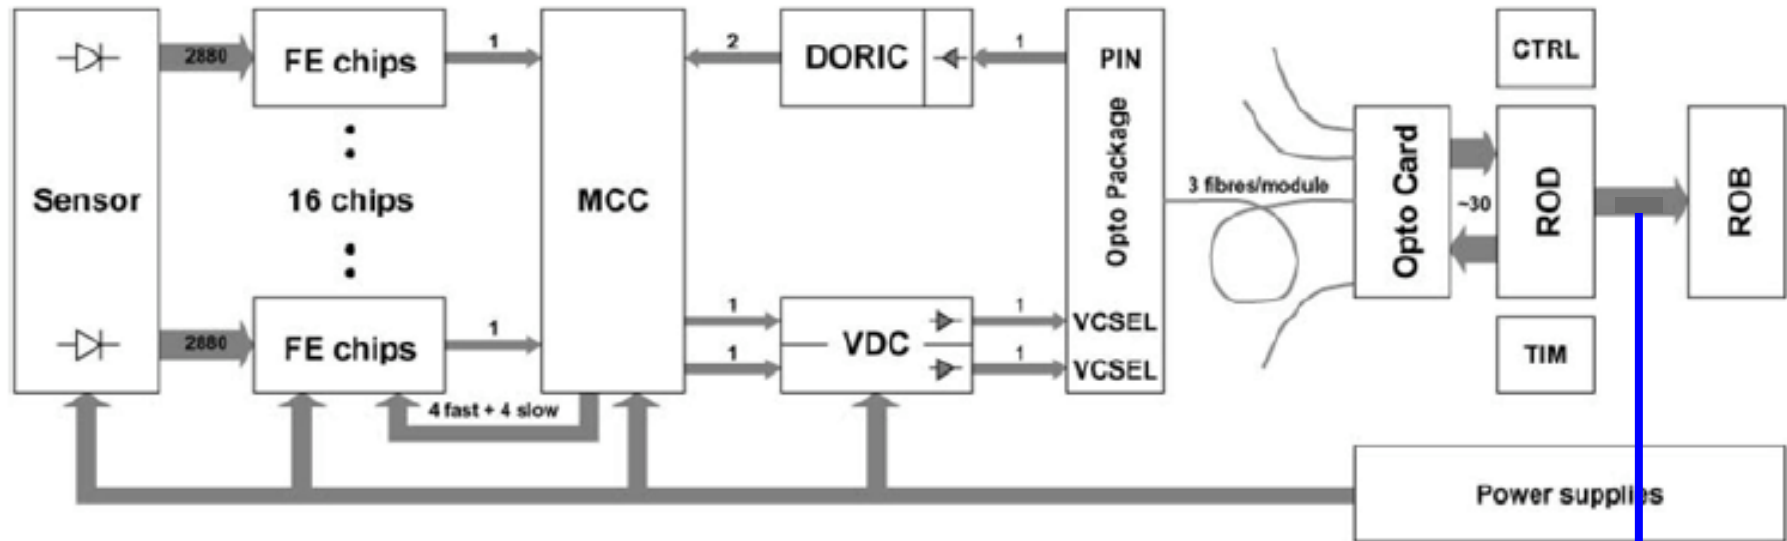 Sensor
2880
2880
FE chips
16 chips
FE chips
1
1
4 fast + 4 slow
MCC
2
1
1
DORIC
VDC
1
1
1
PIN
Opto Package
VCSEL
VCSEL
3 fibres/module
Opto Card
~30
CTRL
ROD
TIM
ROB
Power supplies